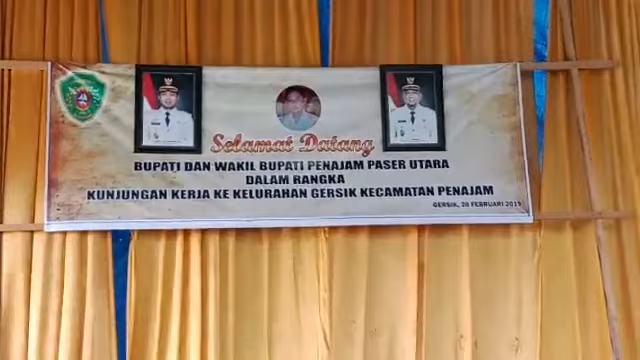 Selamat Datang
BUPATI DAN WAKIL BUPATI PENAJAM PASER UTARA
DALAM RANGKA
KUNJUNGAN KERJA KE KELURAHAN GERSIK KECAMATAN PENAJAM
GERSIK, 28 FEBRUARI 2019